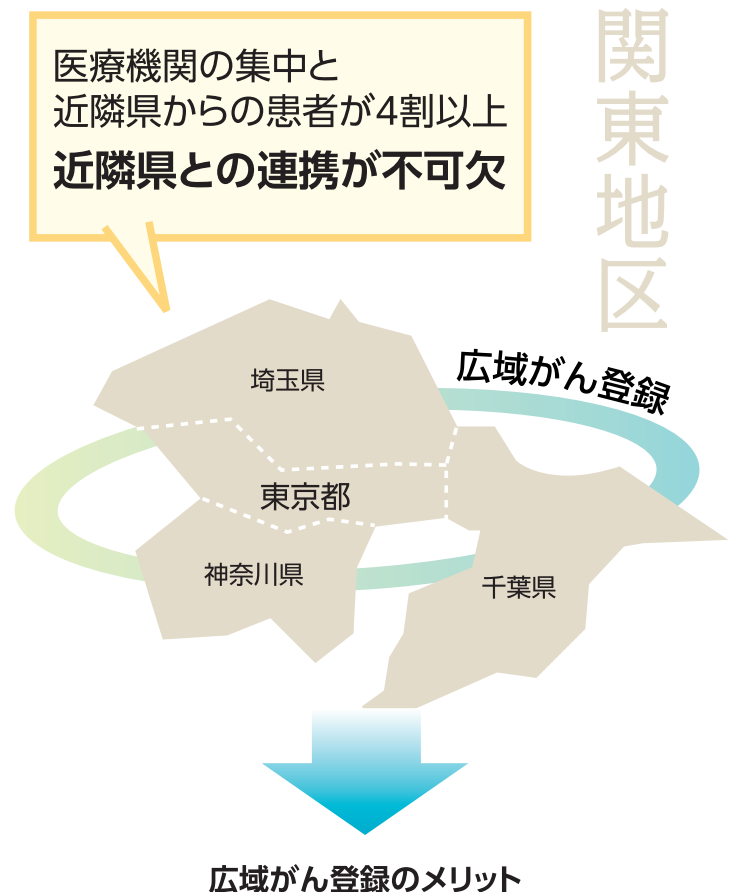 関東地区
医療機関の集中と
近隣県からの患者が4割以上
近隣県との連携が不可欠
広域がん登録
埼玉県
東京都
神奈川県
千葉県
広域がん登録のメリット